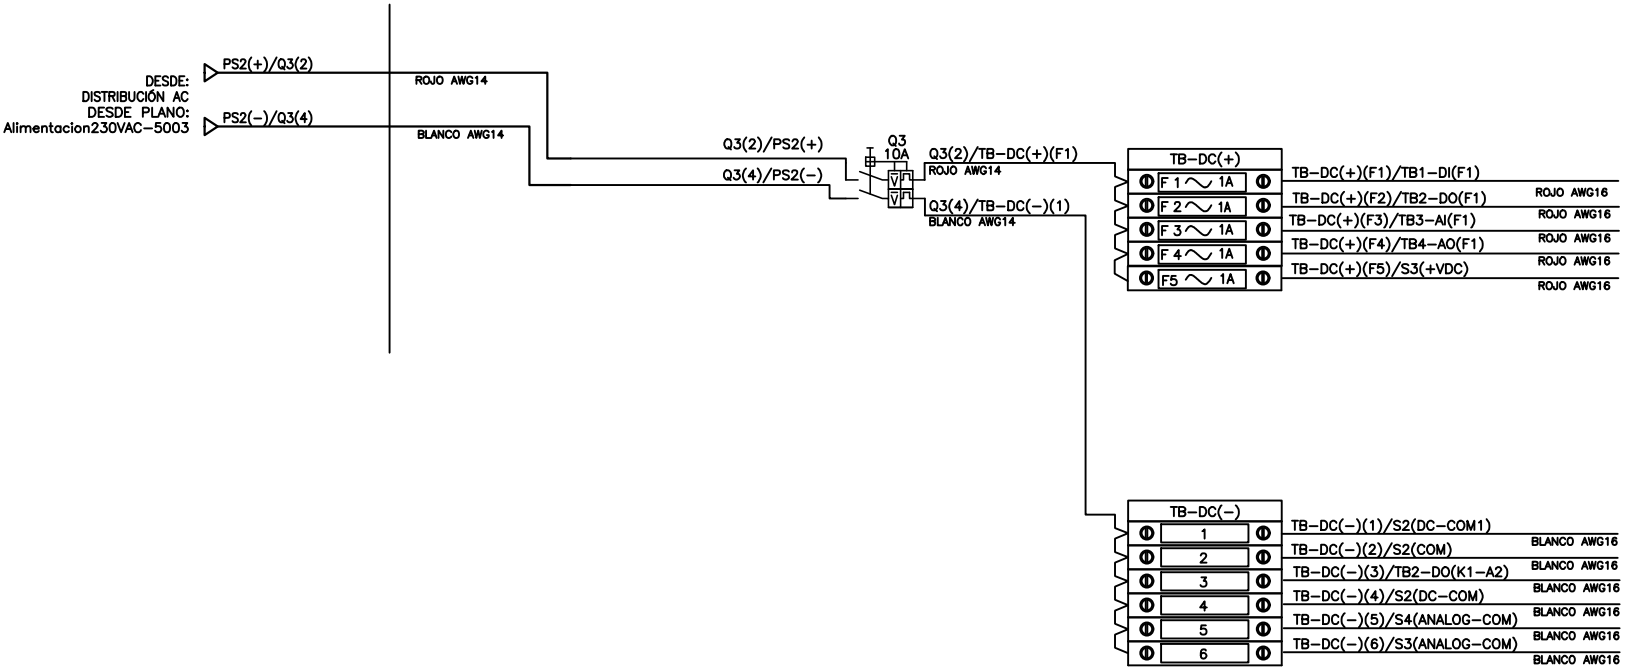 PS2(+)/Q3(2)
ROJO AWG14
DESDE:
DISTRIBUCIÓN AC
DESDE PLANO:
Alimentacion230VAC-5003
PS2(-)/Q3(4)
BLANCO AWG14
Q3(2)/PS2(+)
Q3(4)/PS2(-)
Q3
10A
V
V
Q3(2)/TB-DC(+)(F1)
ROJO AWG14
Q3(4)/TB-DC(-)(1)
BLANCO AWG14
TB-DC(+)
F 1 1A
F 2 1A
F 3 1A
F 4 1A
F5 1A
TB-DC(+)(F1)/TB1-DI(F1)
ROJO AWG16
TB-DC(+)(F2)/TB2-DO(F1)
ROJO AWG16
TB-DC(+)(F3)/TB3-AI(F1)
ROJO AWG16
TB-DC(+)(F4)/TB4-AO(F1)
ROJO AWG16
TB-DC(+)(F5)/S3(+VDC)
ROJO AWG16
TB-DC(-)
1
2
3
4
5
6
TB-DC(-)(1)/S2(DC-COM1)
BLANCO AWG16
TB-DC(-)(2)/S2(COM)
BLANCO AWG16
TB-DC(-)(3)/TB2-DO(K1-A2)
BLANCO AWG16
TB-DC(-)(4)/S2(DC-COM)
BLANCO AWG16
TB-DC(-)(5)/S4(ANALOG-COM)
BLANCO AWG16
TB-DC(-)(6)/S3(ANALOG-COM)
BLANCO AWG16